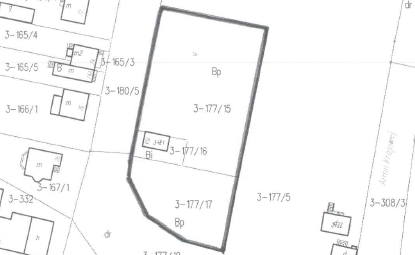 dr
3-165/4
m2
3-165/5
m
3-165/3
Bp
3-180/5
m
3-166/1
3-177/15
3-177/16
Bi
m
3-167/1
3-332
3-177/17
3-177/5
3-308/3
Bp
dr